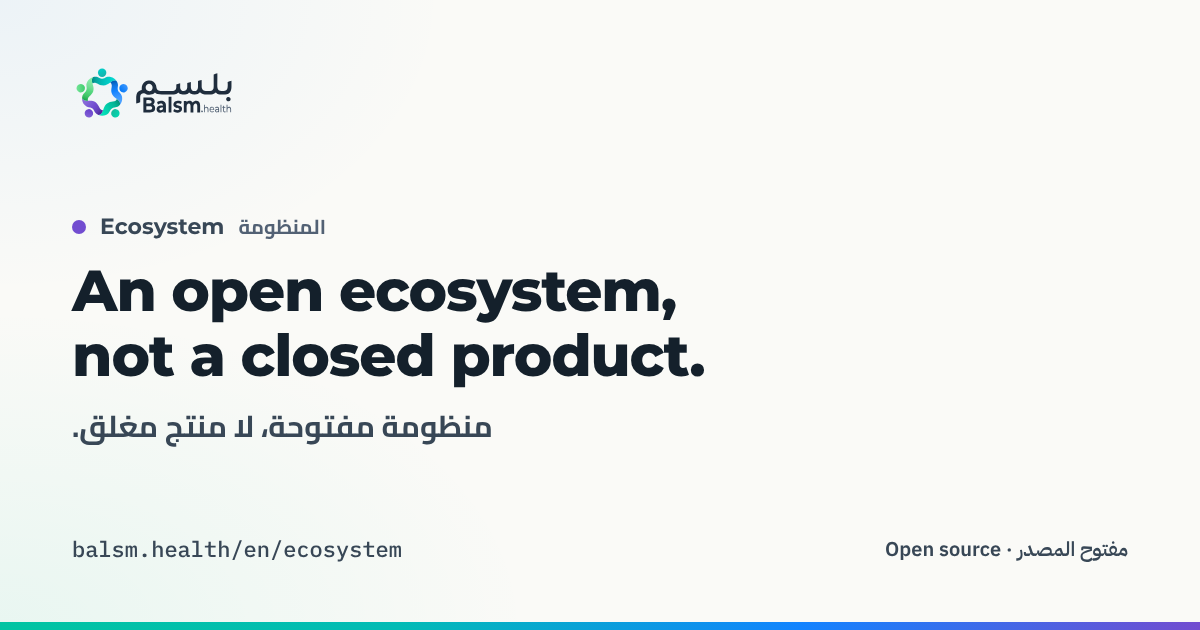 بلسم
Balsm.health
Ecosystem المنظومة
An open ecosystem,
not a closed product.
منظومة مفتوحة، لا منتج مغلق.
balsm.health/en/ecosystem
Open source · مفتوح المصدر